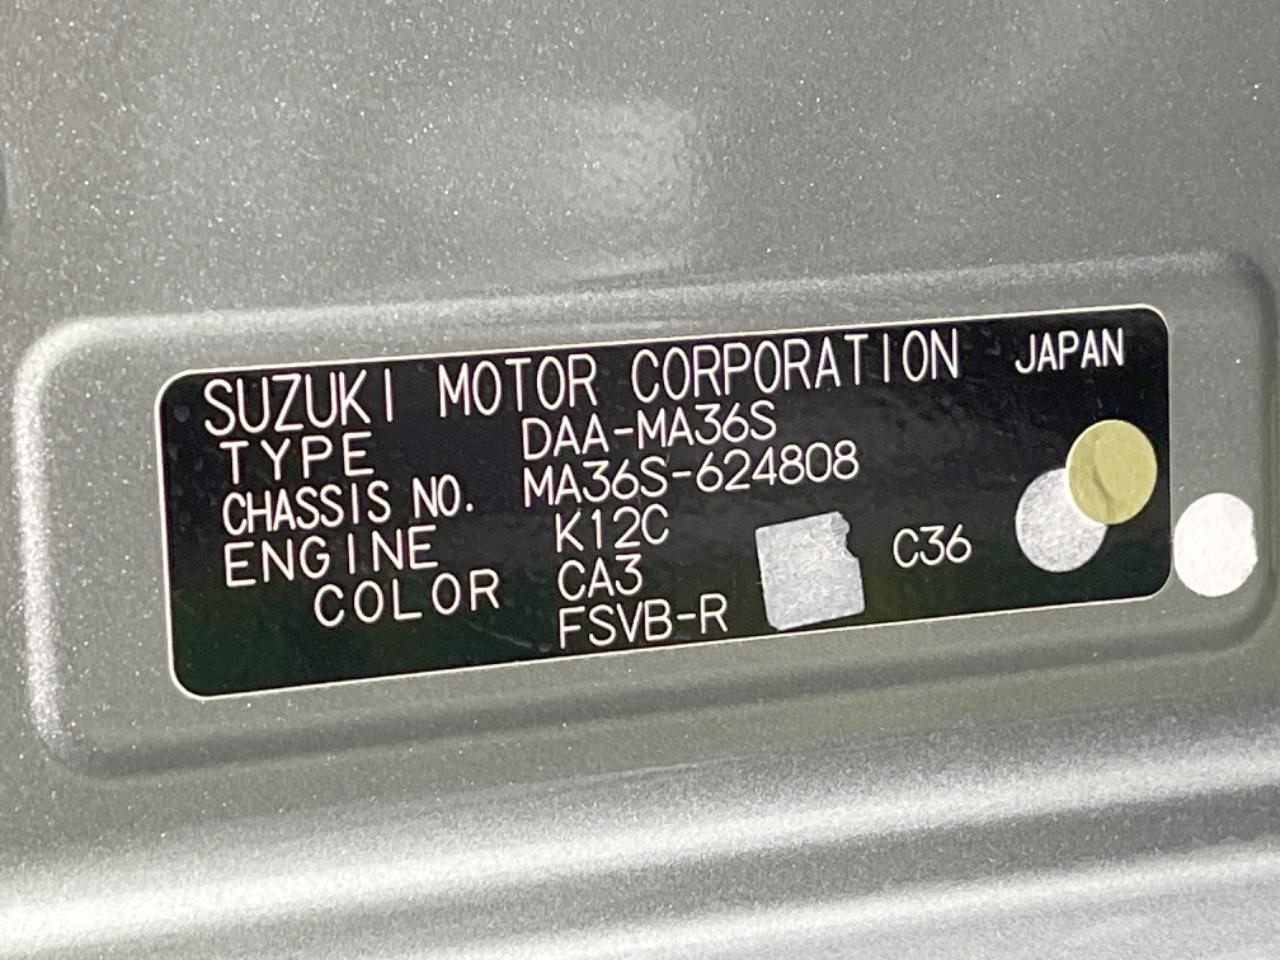 SUZUKI MOTOR CORPORATION JAPAN
TYPE DAA-MA36S
CHASSIS NO. MA36S-624808
ENGINE K12C
COLOR CA3 C36
FSVB-R